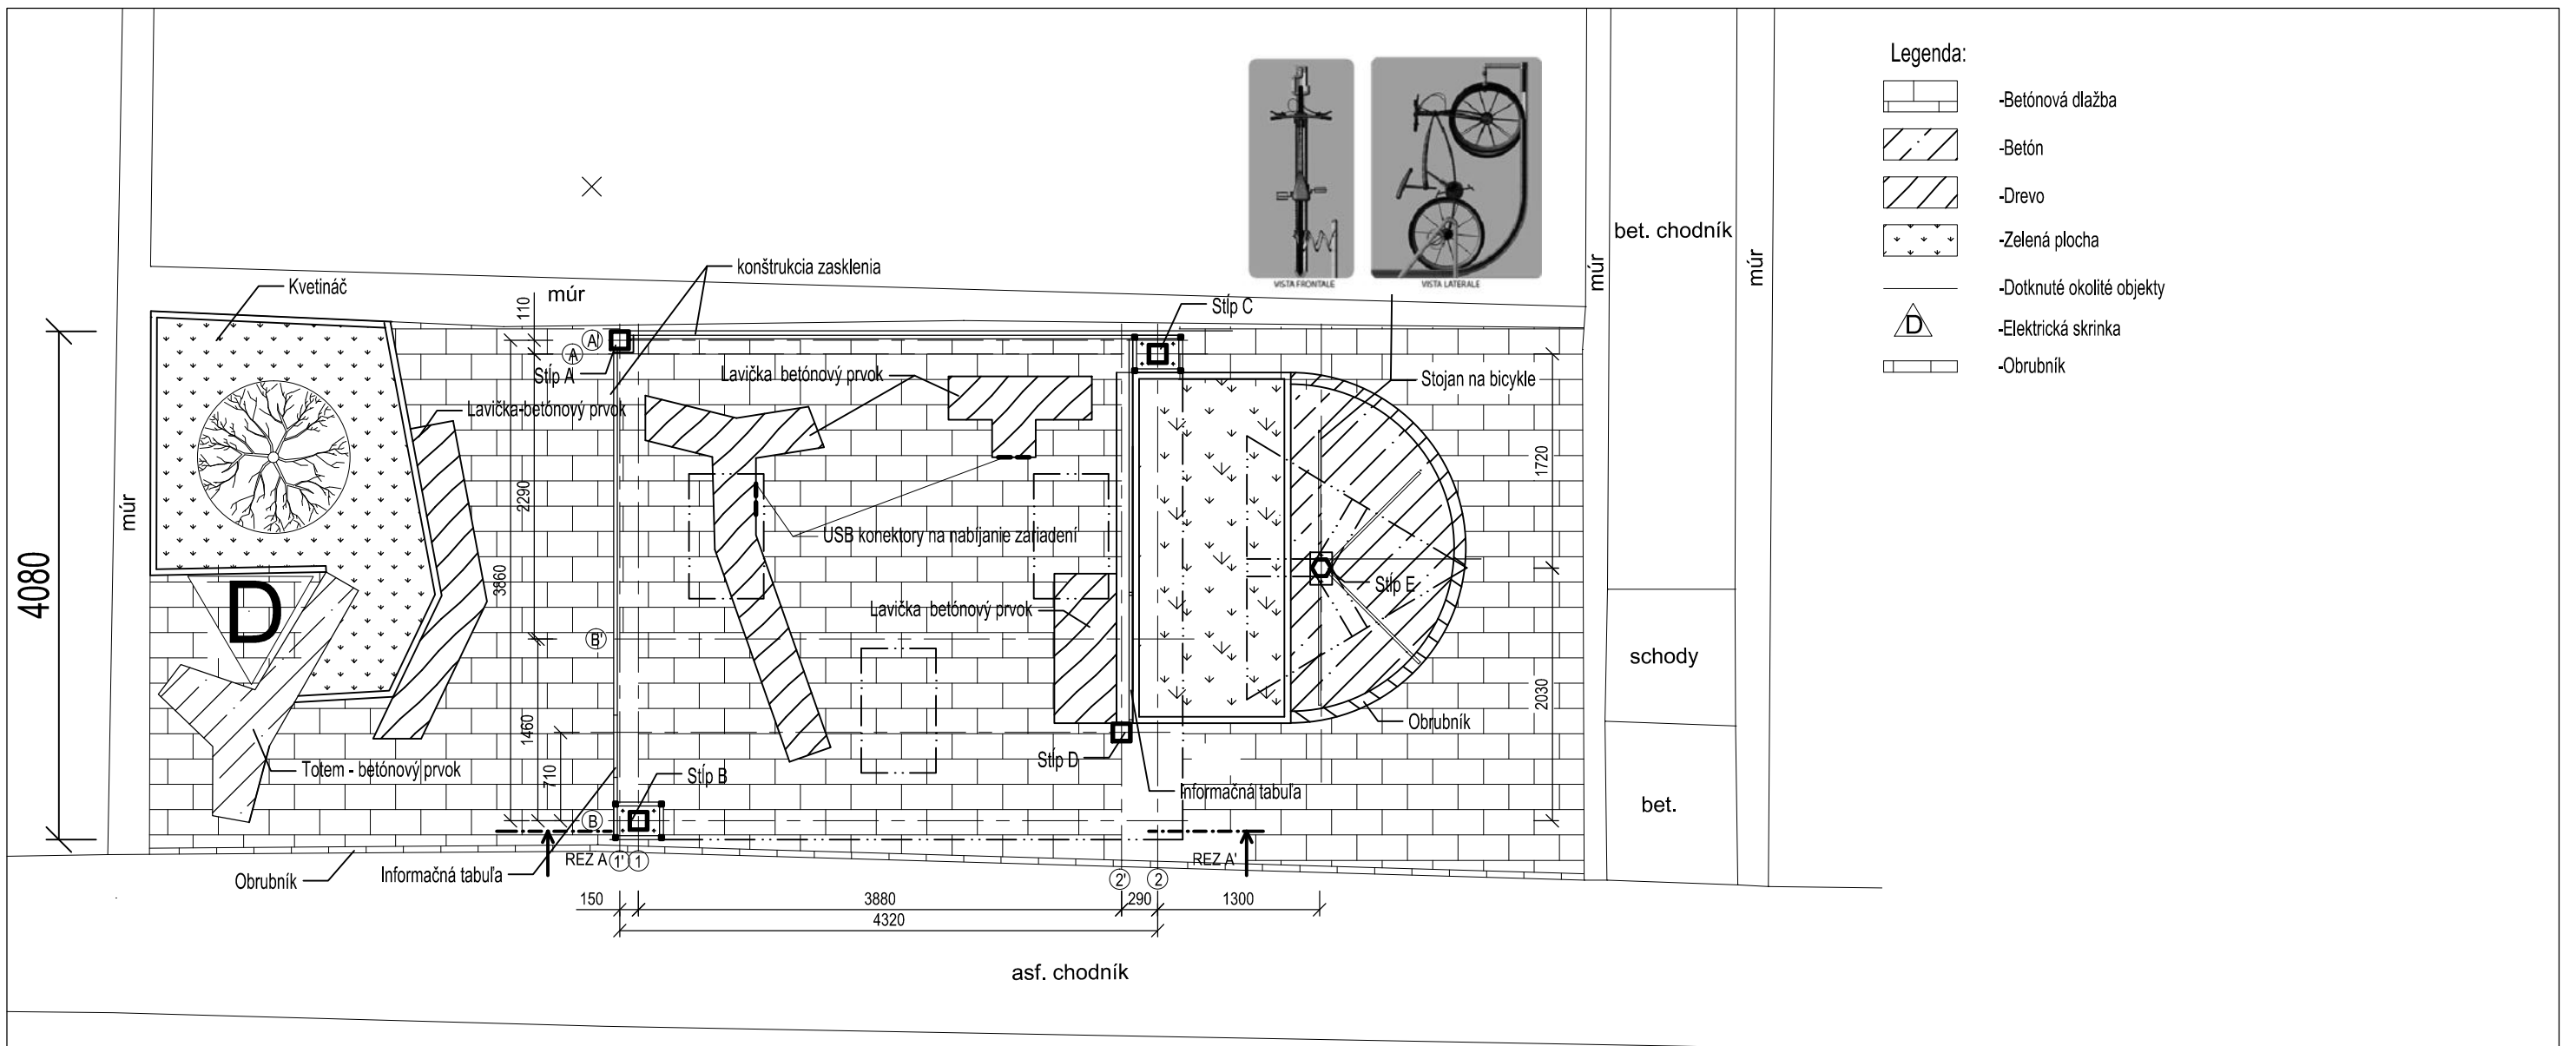 Legenda:
-Betónová dlažba
-Betón
-Drevo
-Zelená plocha
-Dotknuté okolité objekty
D
-Elektrická skrinka
-Obrubník
VISTA FRONTALE
VISTA LATERALE
bet. chodník
múr
múr
schody
bet.
konštrukcia zasklenia
múr
Kvetináč
110
A'
A
Stĺp A
Stĺp C
Lavička betónový prvok
Stojan na bicykle
Lavička-betónový prvok
múr
2290
1720
USB konektory na nabíjanie zariadení
4080
3860
D
Stĺp E
Lavička betónový prvok
B'
1460
2030
Obrubník
710
Totem - betónový prvok
Stĺp B
Stĺp D
Informačná tabuľa
B
REZ A
1'
1
REZ A'
Obrubník
Informačná tabuľa
2'
2
150
3880
290
1300
4320
asf. chodník